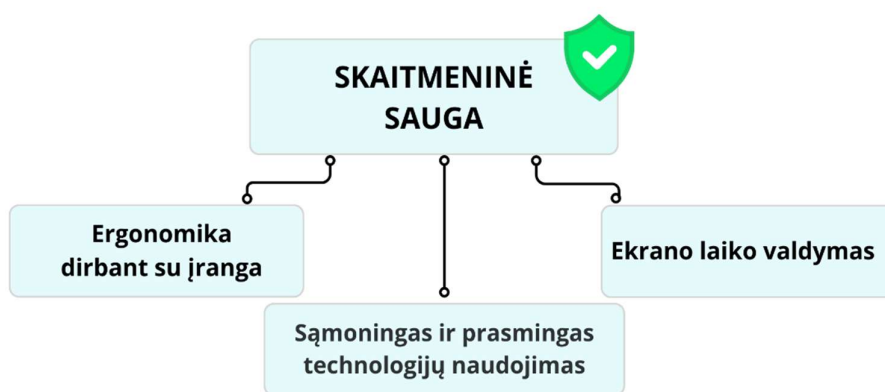 SKAITMENINĖ
SAUGA
Ergonomika
dirbant su įranga
Ekrano laiko valdymas
Sąmoningas ir prasmingas
technologijų naudojimas